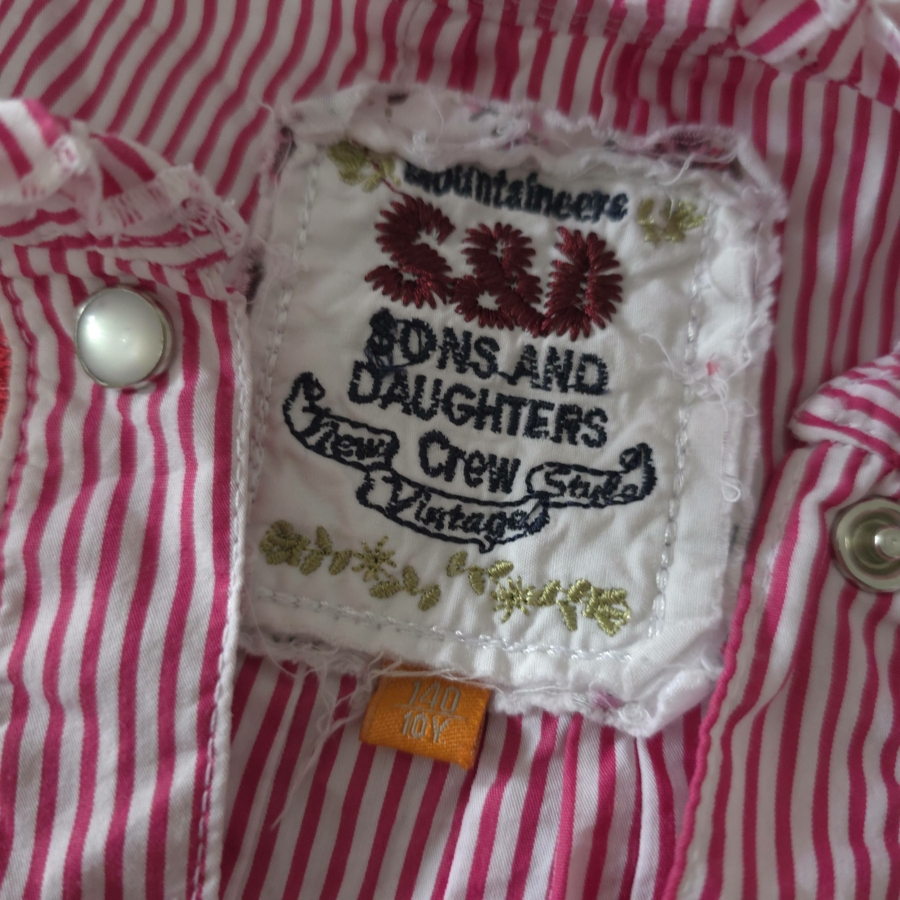 Mountaineers
S&D
SONS AND
DAUGHTERS
New Crew Style
Vintage
140
10Y